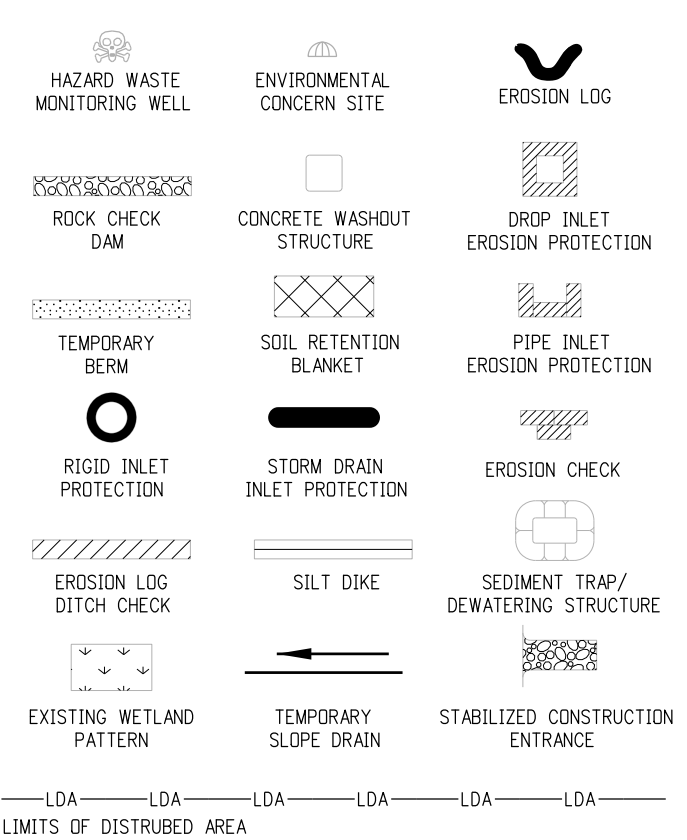 HAZARD WASTE
MONITORING WELL
ENVIRONMENTAL
CONCERN SITE
EROSION LOG
ROCK CHECK
DAM
CONCRETE WASHOUT
STRUCTURE
DROP INLET
EROSION PROTECTION
TEMPORARY
BERM
SOIL RETENTION
BLANKET
PIPE INLET
EROSION PROTECTION
RIGID INLET
PROTECTION
STORM DRAIN
INLET PROTECTION
EROSION CHECK
EROSION LOG
DITCH CHECK
SILT DIKE
SEDIMENT TRAP/
DEWATERING STRUCTURE
EXISTING WETLAND
PATTERN
TEMPORARY
SLOPE DRAIN
STABILIZED CONSTRUCTION
ENTRANCE
LDA LDA LDA LDA LDA LDA
LIMITS OF DISTRUBED AREA